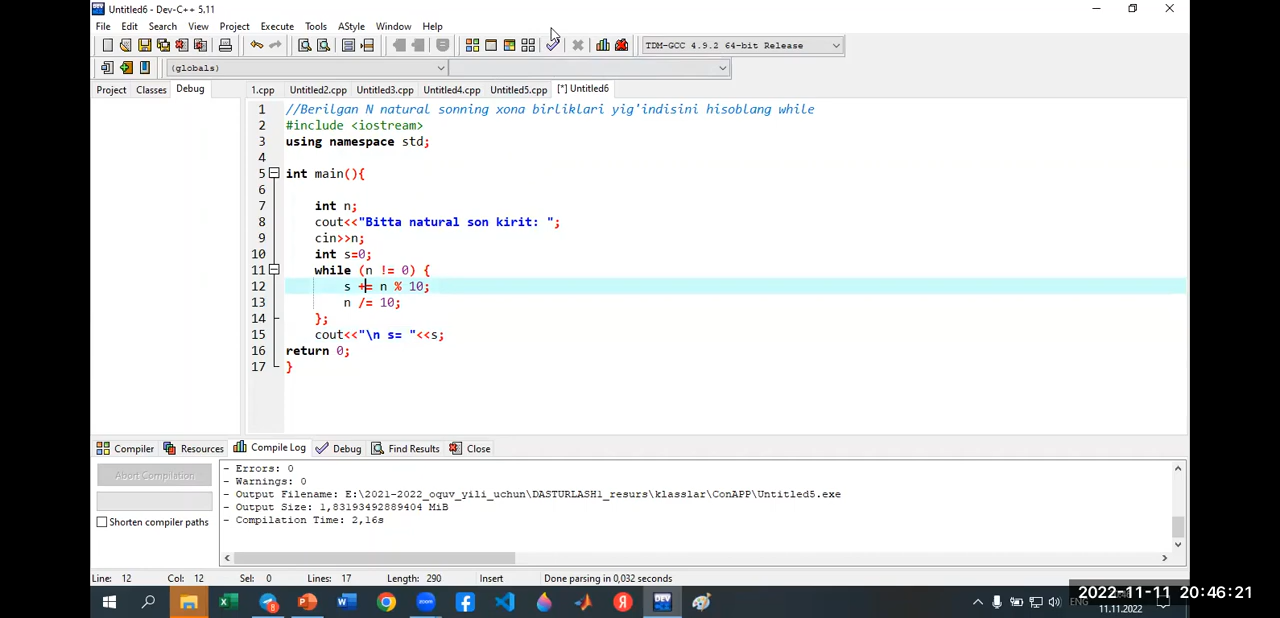 Untitled6 - Dev-C++ 5.11
File Edit Search View Project Execute Tools AStyle Window Help
TDM-GCC 4.9.2 64-bit Release
(globals)
Project Classes Debug 1.cpp Untitled2.cpp Untitled3.cpp Untitled4.cpp Untitled5.cpp [*] Untitled6
1 //Berilgan N natural sonning xona birliklari yig'indisini hisoblang while
2 #include <iostream>
3 using namespace std;
4
5 int main(){
6
7 int n;
8 cout<<"Bitta natural son kirit: ";
9 cin>>n;
10 int s=0;
11 while (n != 0) {
12 s += n % 10;
13 n /= 10;
14 };
15 cout<<"\n s= "<<s;
16 return 0;
17 }
Compiler Resources Compile Log Debug Find Results Close
Abort Compilation
Shorten compiler paths
- Errors: 0
- Warnings: 0
- Output Filename: E:\2021-2022_oquv_yili_uchun\DASTURLASH1_resurs\klasslar\ConAPP\Untitled5.exe
- Output Size: 1,83193492889404 MiB
- Compilation Time: 2,16s
Line: 12 Col: 12 Sel: 0 Lines: 17 Length: 290 Insert Done parsing in 0,032 seconds
ENG
2022-11-11 20:46:21
11.11.2022